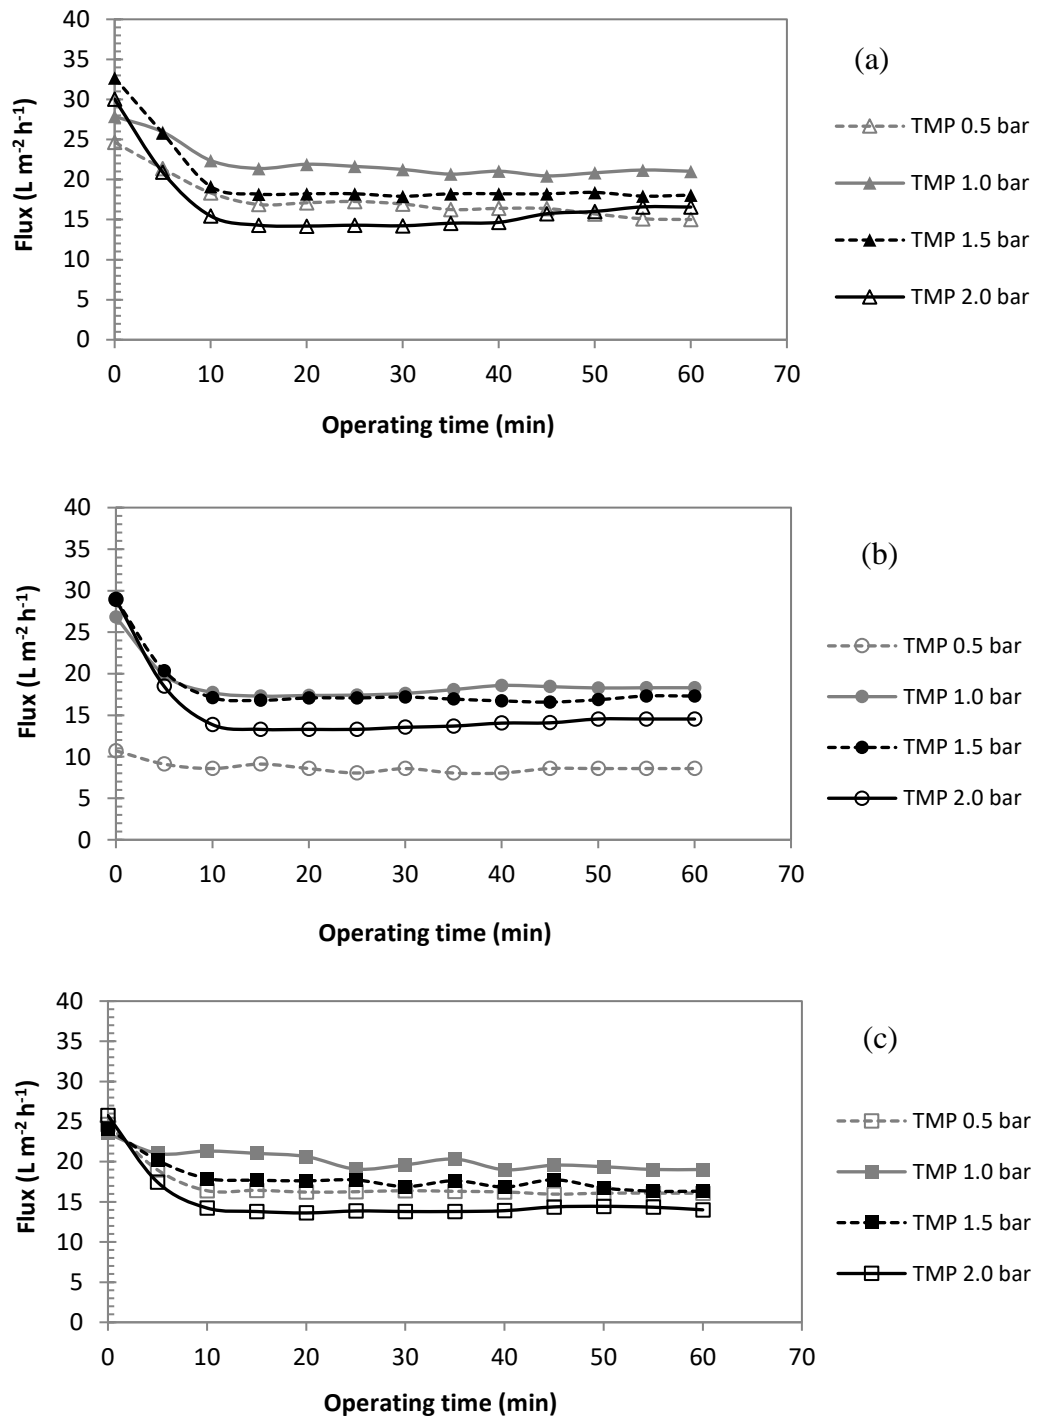 40
35
30
25
20
15
10
5
0
Flux (L m⁻² h⁻¹)
0 10 20 30 40 50 60 70
Operating time (min)
(a)
TMP 0.5 bar
TMP 1.0 bar
TMP 1.5 bar
TMP 2.0 bar
40
35
30
25
20
15
10
5
0
Flux (L m⁻² h⁻¹)
0 10 20 30 40 50 60 70
Operating time (min)
(b)
TMP 0.5 bar
TMP 1.0 bar
TMP 1.5 bar
TMP 2.0 bar
40
35
30
25
20
15
10
5
0
Flux (L m⁻² h⁻¹)
0 10 20 30 40 50 60 70
Operating time (min)
(c)
TMP 0.5 bar
TMP 1.0 bar
TMP 1.5 bar
TMP 2.0 bar